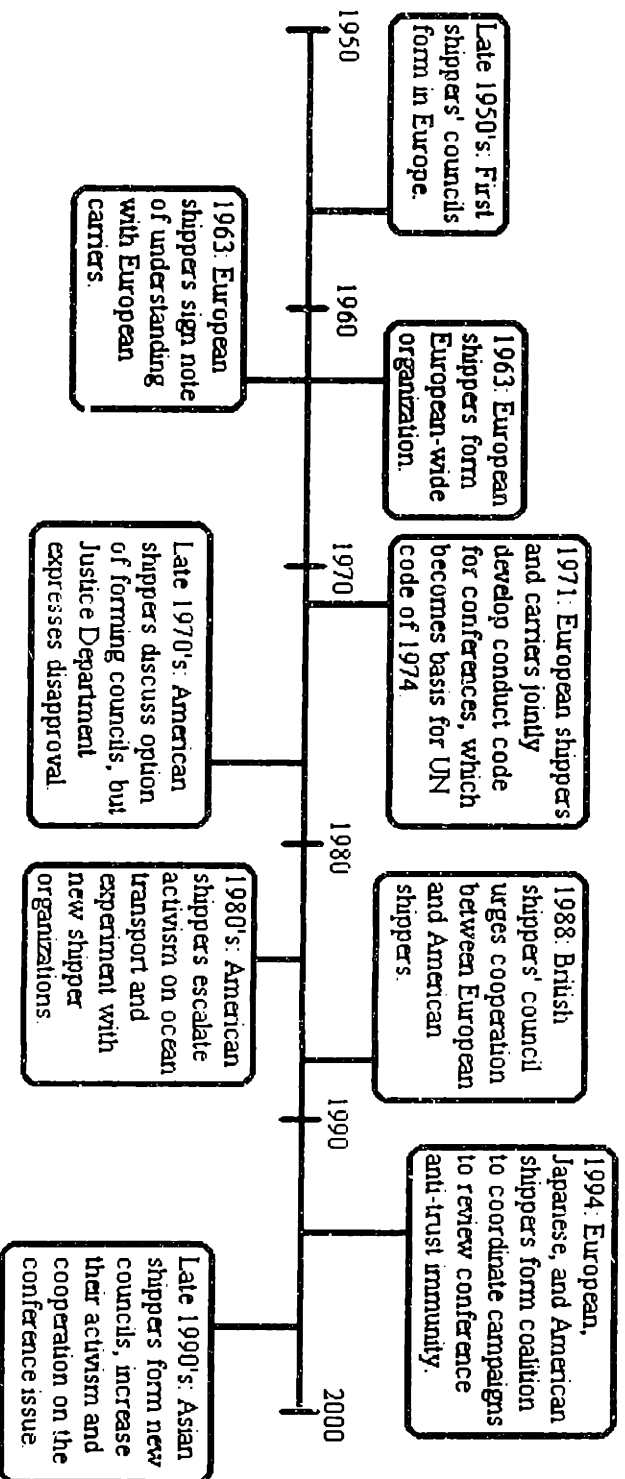 Late 1950's: First
shippers' councils
form in Europe.
1963: European
shippers form
European-wide
organization.
1971: European shippers
and carriers jointly
develop conduct code
for conferences, which
becomes basis for UN
code of 1974.
1988: British
shippers' council
urges cooperation
between European
and American
shippers.
1994: European,
Japanese, and American
shippers form coalition
to coordinate campaigns
to review conference
anti-trust immunity.
1950
1960
1970
1980
1990
2000
1963: European
shippers sign note
of understanding
with European
carriers.
Late 1970's: American
shippers discuss option
of forming councils, but
Justice Department
expresses disapproval.
1980's: American
shippers escalate
activism on ocean
transport and
experiment with
new shipper
organizations.
Late 1990's: Asian
shippers form new
councils, increase
their activism and
cooperation on the
conference issue.